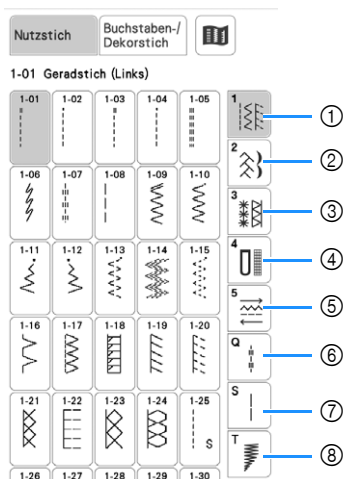 Nutzstich
Buchstaben-/
Dekorstich
1-01 Geradstich (Links)
1-01 1-02 1-03 1-04 1-05 1 ①
1-06 1-07 1-08 1-09 1-10 2 ②
3 ③
1-11 1-12 1-13 1-14 1-15 4 ④
5 ⑤
1-16 1-17 1-18 1-19 1-20 Q ⑥
1-21 1-22 1-23 1-24 1-25 S ⑦
S T ⑧
1-26 1-27 1-28 1-29 1-30